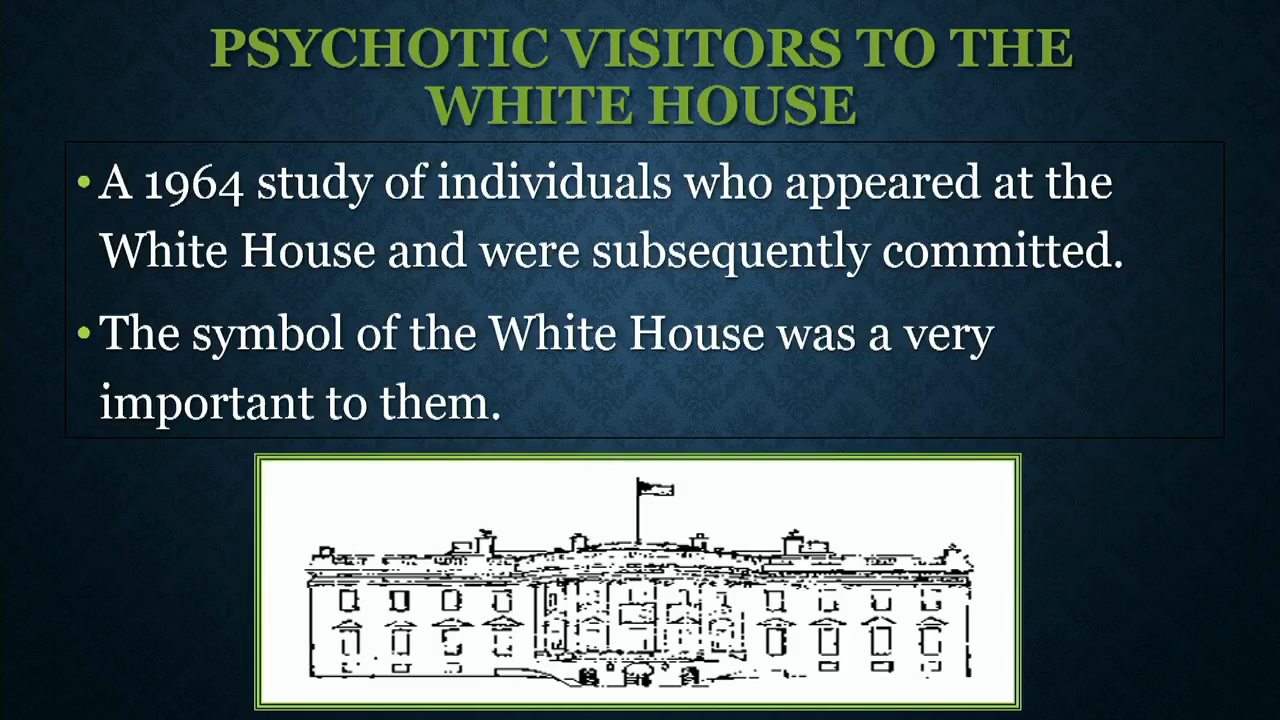 PSYCHOTIC VISITORS TO THE
WHITE HOUSE
• A 1964 study of individuals who appeared at the
White House and were subsequently committed.
• The symbol of the White House was a very
important to them.